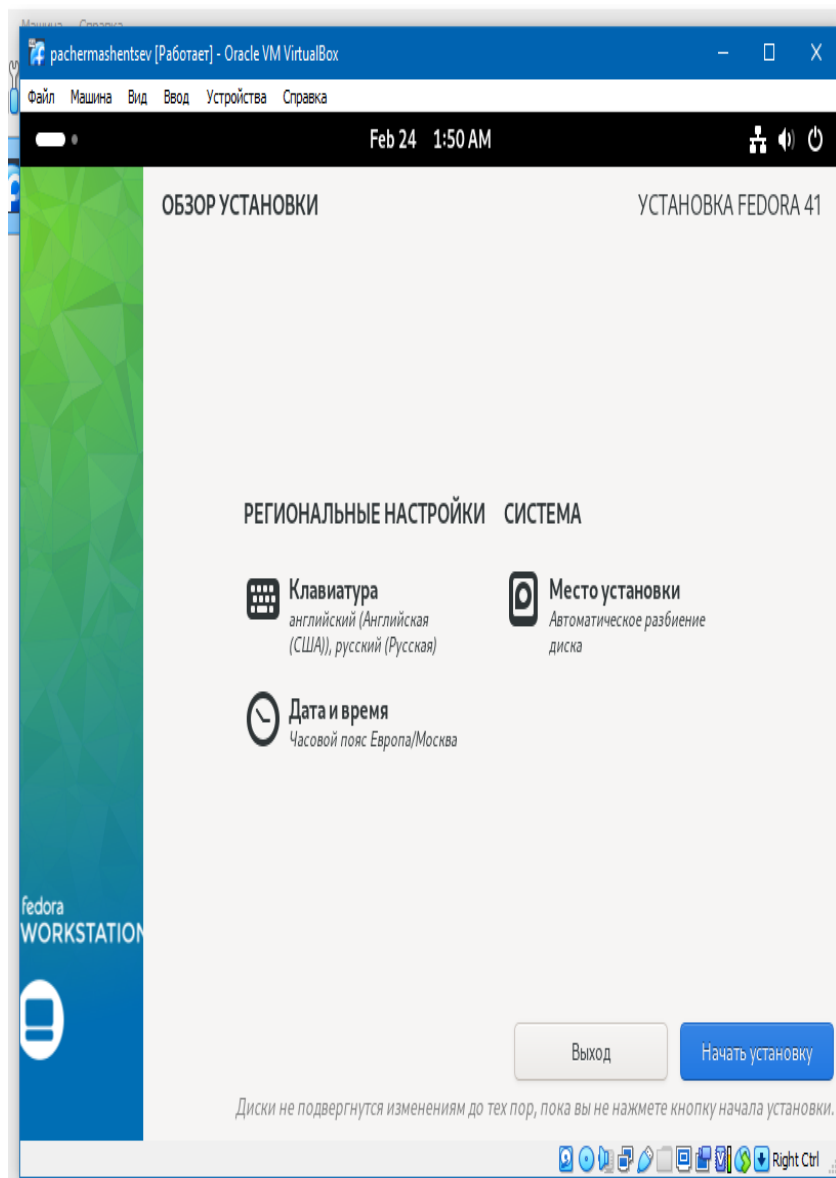 Машина Справка
pachermashentsev [Работает] - Oracle VM VirtualBox
Файл Машина Вид Ввод Устройства Справка
Feb 24 1:50 AM
ОБЗОР УСТАНОВКИ
УСТАНОВКА FEDORA 41
РЕГИОНАЛЬНЫЕ НАСТРОЙКИ
СИСТЕМА
Клавиатура
английский (Английская
(США)), русский (Русская)
Место установки
Автоматическое разбиение
диска
Дата и время
Часовой пояс Европа/Москва
fedora
WORKSTATION
Выход
Начать установку
Диски не подвергнутся изменениям до тех пор, пока вы не нажмете кнопку начала установки.
Right Ctrl